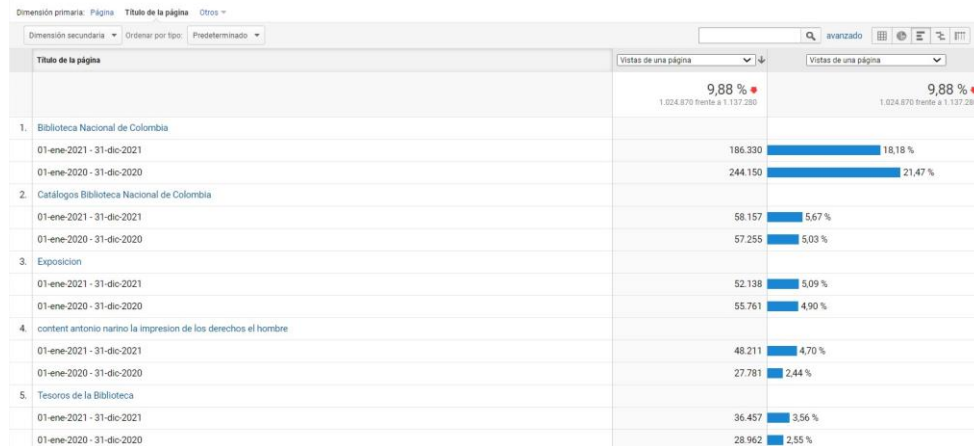 Dimensión primaria: Página Título de la página Otros
Dimensión secundaria Ordenar por tipo: Predeterminado avanzado
Título de la página Vistas de una página Vistas de una página
9,88 % 9,88 %
1.024.870 frente a 1.137.280 1.024.870 frente a 1.137.28
1. Biblioteca Nacional de Colombia
01-ene-2021 - 31-dic-2021 186.330 18,18 %
01-ene-2020 - 31-dic-2020 244.150 21,47 %
2. Catálogos Biblioteca Nacional de Colombia
01-ene-2021 - 31-dic-2021 58.157 5,67 %
01-ene-2020 - 31-dic-2020 57.255 5,03 %
3. Exposicion
01-ene-2021 - 31-dic-2021 52.138 5,09 %
01-ene-2020 - 31-dic-2020 55.761 4,90 %
4. content antonio narino la impresion de los derechos el hombre
01-ene-2021 - 31-dic-2021 48.211 4,70 %
01-ene-2020 - 31-dic-2020 27.781 2,44 %
5. Tesoros de la Biblioteca
01-ene-2021 - 31-dic-2021 36.457 3,56 %
01-ene-2020 - 31-dic-2020 28.962 2,55 %